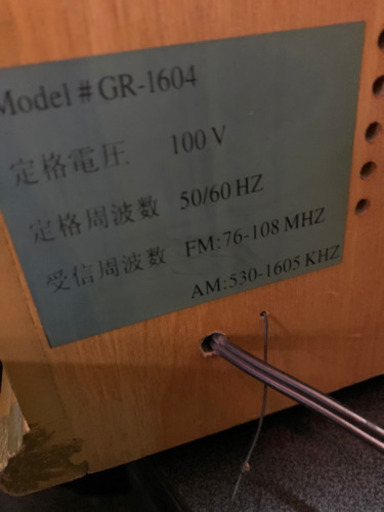 Model # GR-1604
定格電圧 100 V
定格周波数 50/60 HZ
受信周波数 FM:76-108 MHZ
AM:530-1605 KHZ